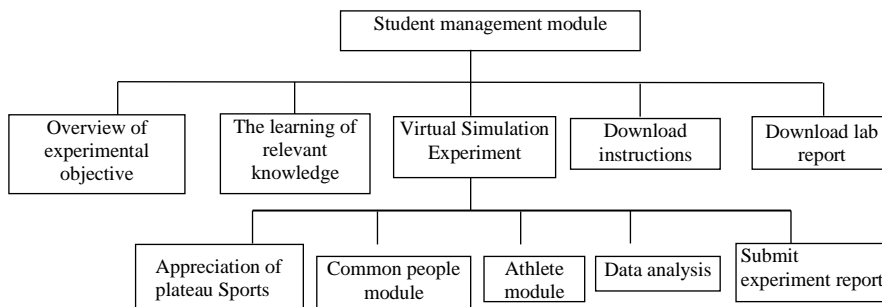 Student management module
Overview of
experimental
objective
The learning of
relevant
knowledge
Virtual Simulation
Experiment
Download
instructions
Download lab
report
Appreciation of
plateau Sports
Common people
module
Athlete
module
Data analysis
Submit
experiment report